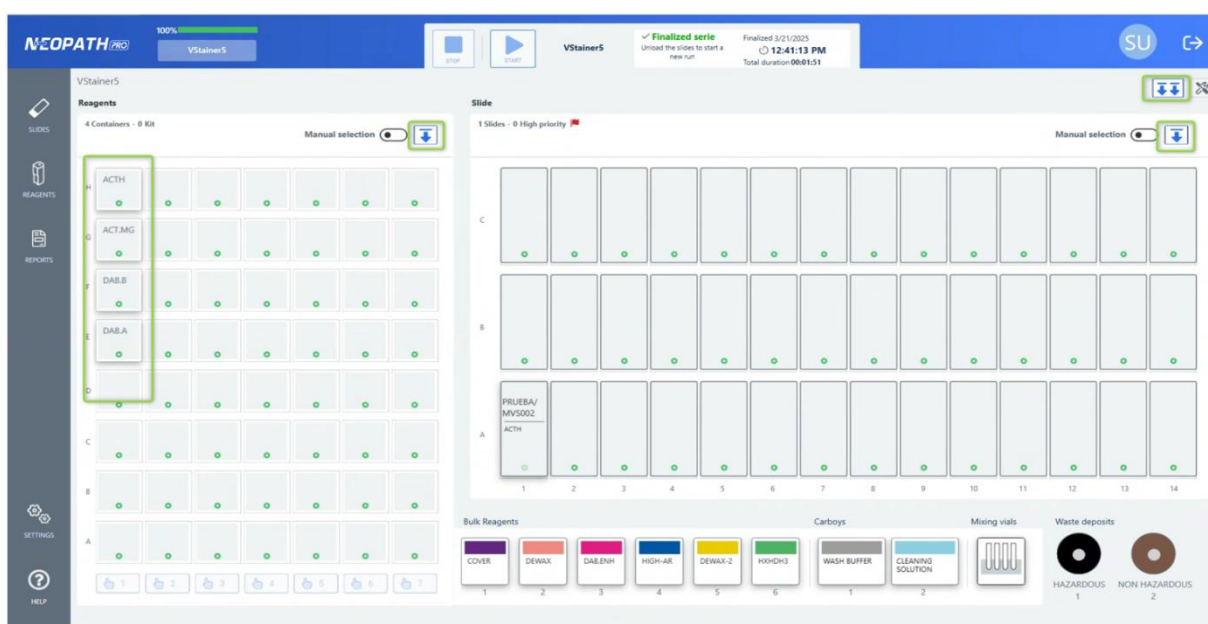 NEOPATH PRO
100%
VStainer5
STOP
START
VStainer5
✓ Finalized serie
Unload the slides to start a
new run
Finalized 3/21/2025
12:41:13 PM
Total duration 00:01:51
SU
SLIDES
REAGENTS
REPORTS
SETTINGS
HELP
VStainer5
Reagents
4 Containers - 0 Kit
Manual selection
H
ACTH
G
ACT.MG
F
DAB.B
E
DAB.A
D
C
B
A
1 2 3 4 5 6 7
Slide
1 Slides - 0 High priority
Manual selection
C
B
A
PRUEBA/
MVS002
ACTH
1 2 3 4 5 6 7 8 9 10 11 12 13 14
Bulk Reagents
COVER
DEWAX
DAB.ENH
HIGH-AR
DEWAX-2
HXHDH3
1 2 3 4 5 6
Carboys
WASH BUFFER
CLEANING
SOLUTION
1 2
Mixing vials
Waste deposits
HAZARDOUS
1
NON HAZARDOUS
2